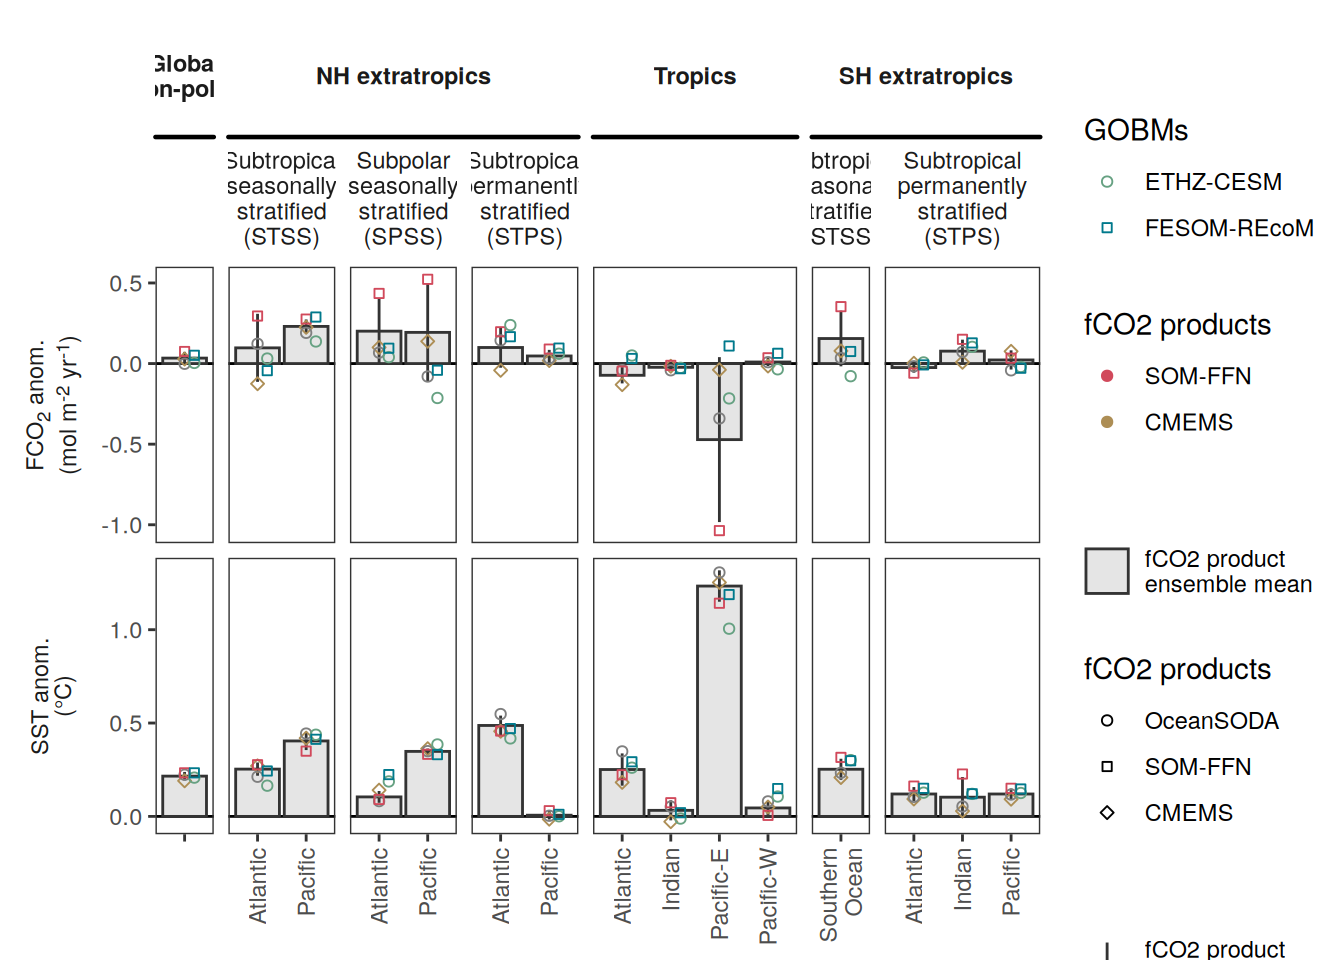 Globa
on-pol
NH extratropics
Tropics
SH extratropics
Subtropica
seasonally
stratified
(STSS)
Subpolar
seasonally
stratified
(SPSS)
Subtropica
permanentl
stratified
(STPS)
btropi
asona
tratifie
STSS
Subtropical
permanently
stratified
(STPS)
FCO2 anom.
(mol m-2 yr-1)
0.5
0.0
-0.5
-1.0
SST anom.
(°C)
1.0
0.5
0.0
Atlantic
Pacific
Atlantic
Pacific
Atlantic
Pacific
Atlantic
Indian
Pacific-E
Pacific-W
Southern
Ocean
Atlantic
Indian
Pacific
GOBMs
ETHZ-CESM
FESOM-REcoM
fCO2 products
SOM-FFN
CMEMS
fCO2 product
ensemble mean
fCO2 products
OceanSODA
SOM-FFN
CMEMS
fCO2 product